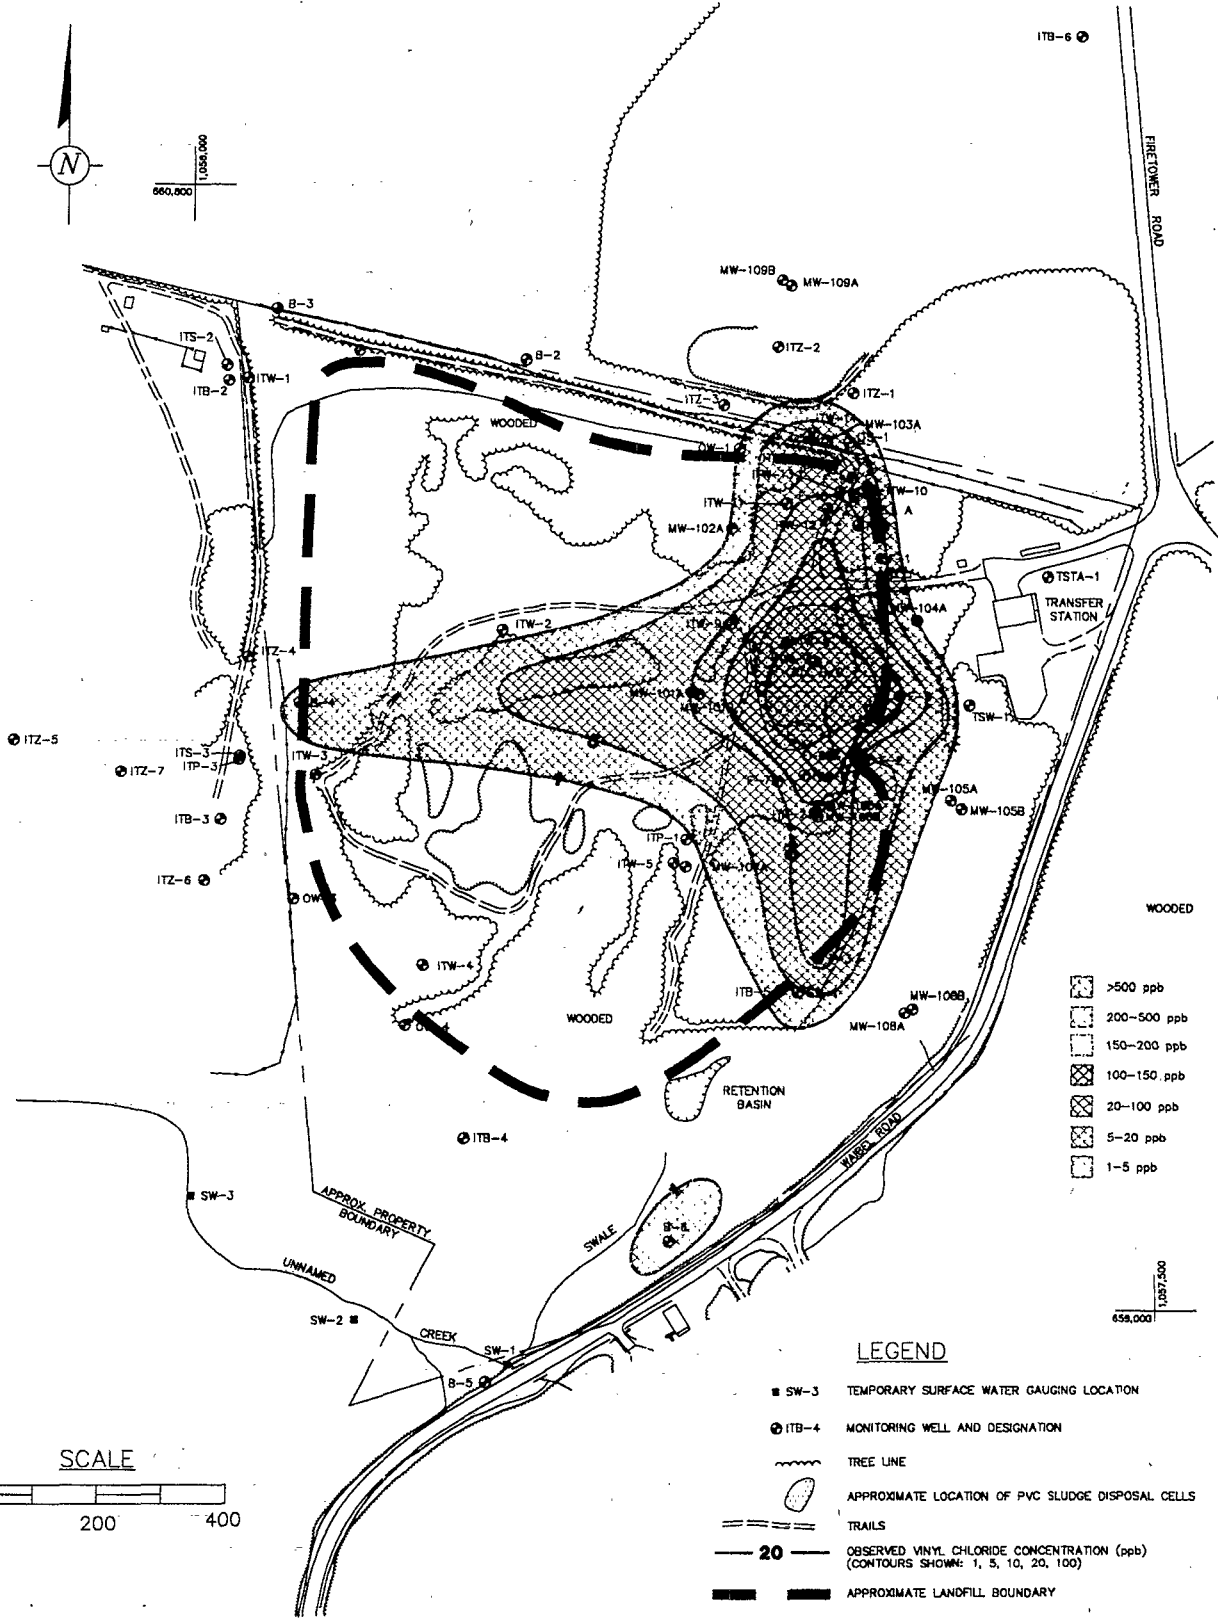 ITB-6
FIRETOWER ROAD
N
1,058,000
660,800
MW-109B
MW-109A
B-3
ITZ-2
B-2
ITS-2
ITW-1
ITB-2
ITZ-1
ITZ-3
MW-103A
WOODED
OW-1
ITW-10
MW-102A
TSTA-1
TRANSFER
STATION
MW-104A
ITW-2
ITW-9
ITZ-4
MW-101A
TSW-1
ITZ-5
ITS-3
ITP-3
ITW-3
ITZ-7
MW-105A
MW-105B
ITB-3
ITP-1
ITW-5
ITZ-6
WOODED
ITW-4
ITB-5
MW-108B
MW-108A
WOODED
RETENTION
BASIN
ITB-4
WAIBEL ROAD
>500 ppb
200-500 ppb
150-200 ppb
100-150 ppb
20-100 ppb
5-20 ppb
1-5 ppb
SW-3
APPROX. PROPERTY
BOUNDARY
SWALE
UNNAMED
CREEK
SW-2
SW-1
B-5
659,000
LEGEND
SW-3 TEMPORARY SURFACE WATER GAUGING LOCATION
ITB-4 MONITORING WELL AND DESIGNATION
TREE LINE
APPROXIMATE LOCATION OF PVC SLUDGE DISPOSAL CELLS
TRAILS
20 OBSERVED VINYL CHLORIDE CONCENTRATION (ppb)
(CONTOURS SHOWN: 1, 5, 10, 20, 100)
APPROXIMATE LANDFILL BOUNDARY
SCALE
200 400